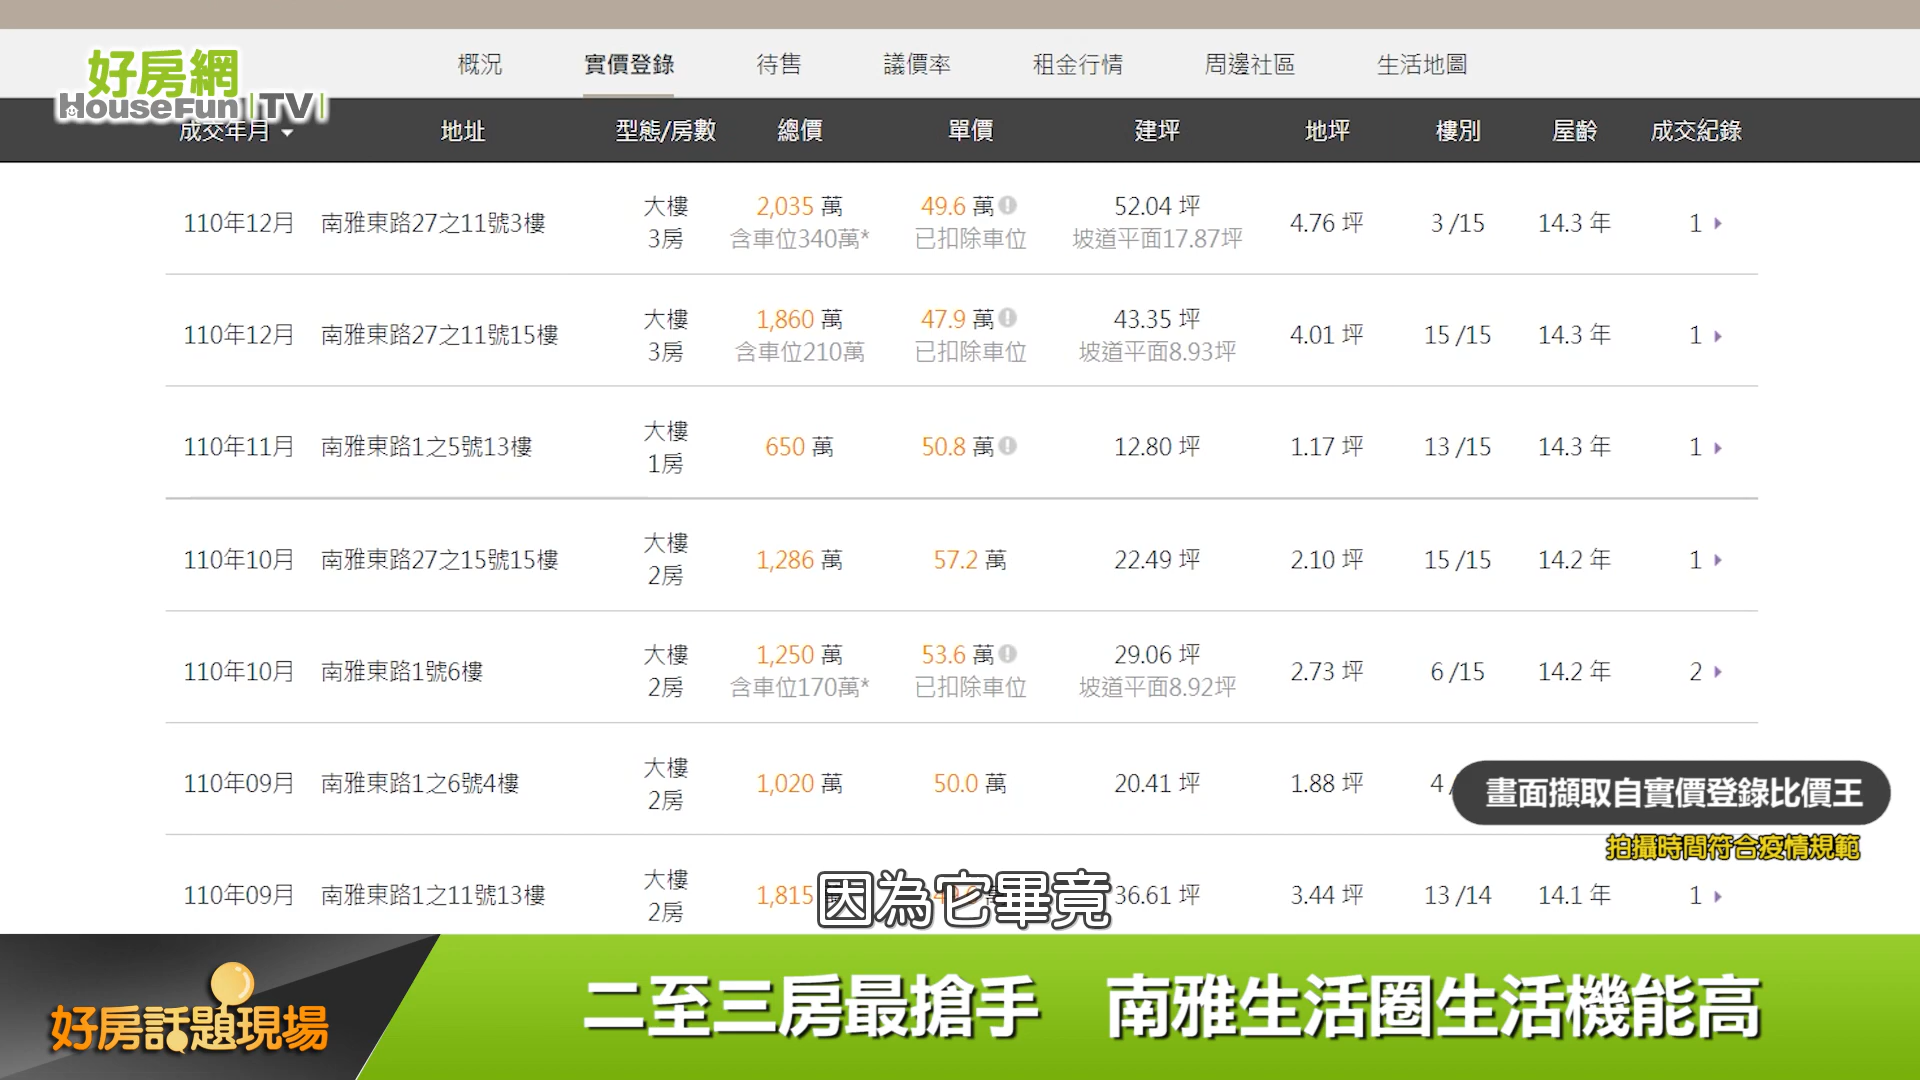 好房網
HouseFun TV
概況 實價登錄 待售 議價率 租金行情 周邊社區 生活地圖
成交年月 地址 型態/房數 總價 單價 建坪 地坪 樓別 屋齡 成交紀錄
110年12月 南雅東路27之11號3樓 大樓 3房 2,035 萬 含車位340萬* 49.6 萬 已扣除車位 52.04 坪 坡道平面17.87坪 4.76 坪 3 /15 14.3 年 1
110年12月 南雅東路27之11號15樓 大樓 3房 1,860 萬 含車位210萬 47.9 萬 已扣除車位 43.35 坪 坡道平面8.93坪 4.01 坪 15 /15 14.3 年 1
110年11月 南雅東路1之5號13樓 大樓 1房 650 萬 50.8 萬 12.80 坪 1.17 坪 13 /15 14.3 年 1
110年10月 南雅東路27之15號15樓 大樓 2房 1,286 萬 57.2 萬 22.49 坪 2.10 坪 15 /15 14.2 年 1
110年10月 南雅東路1號6樓 大樓 2房 1,250 萬 含車位170萬* 53.6 萬 已扣除車位 29.06 坪 坡道平面8.92坪 2.73 坪 6 /15 14.2 年 2
110年09月 南雅東路1之6號4樓 大樓 2房 1,020 萬 50.0 萬 20.41 坪 1.88 坪 4
畫面擷取自實價登錄比價王
拍攝時間符合疫情規範
110年09月 南雅東路1之11號13樓 大樓 2房 1,815 36.61 坪 3.44 坪 13 /14 14.1 年 1
因為它畢竟
好房話題現場
二至三房最搶手 南雅生活圈生活機能高